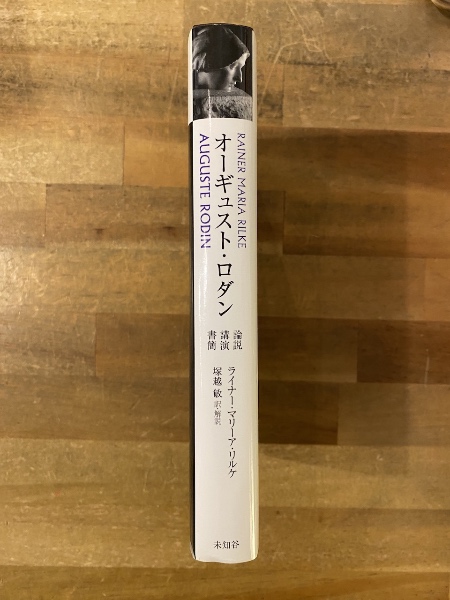 RAINER MARIA RILKE
AUGUSTE RODIN
オーギュスト・ロダン
論説
講演
書簡
ライナー・マリーア・リルケ
塚越 敏 訳・解説
未知谷